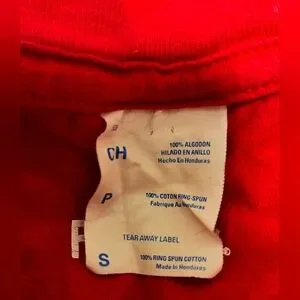 CH
100% ALGODON
HILADO EN ANILLO
Hecho En Honduras
P
100% COTON RING-SPUN
Fabrique Au Honduras
TEAR AWAY LABEL
S
100% RING SPUN COTTON
Made in Honduras